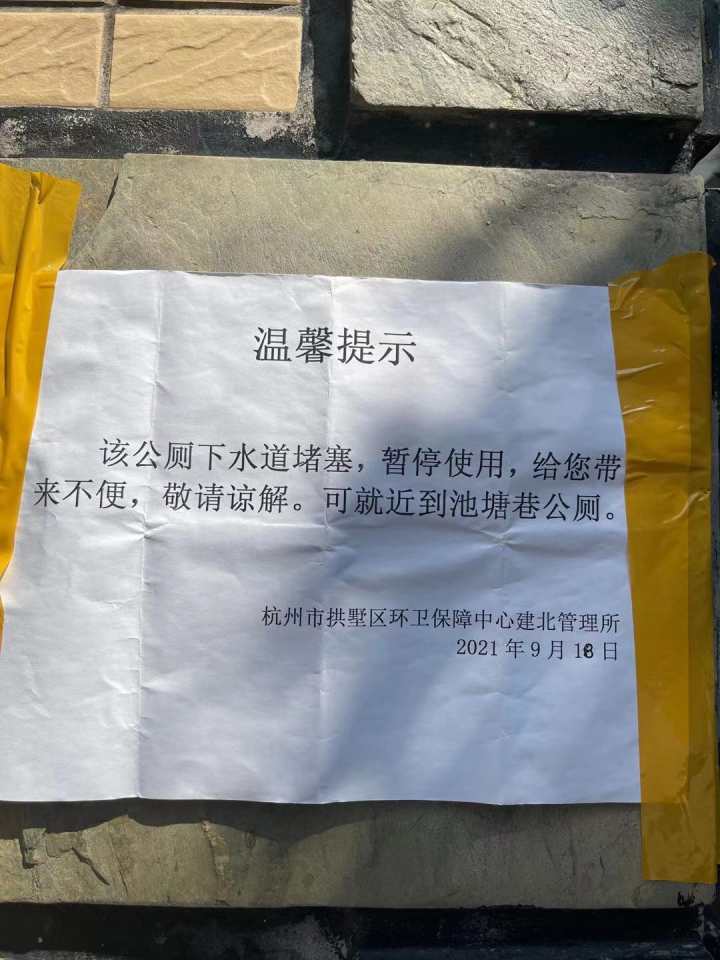 温馨提示
该公厕下水道堵塞，暂停使用，给您带
来不便，敬请谅解。可就近到池塘巷公厕。
杭州市拱墅区环卫保障中心建北管理所
2021年9月18日